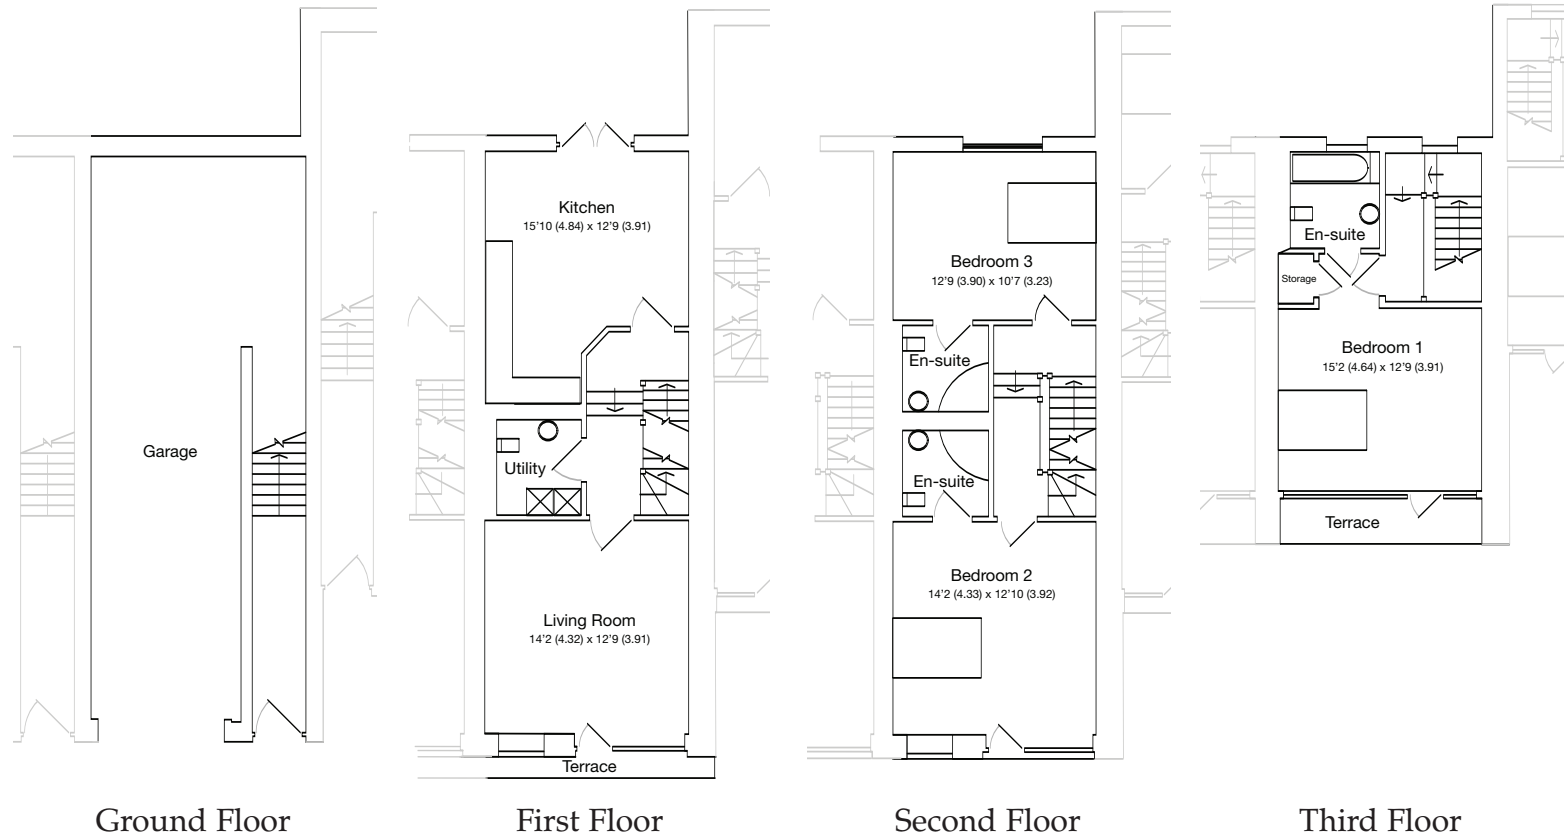 Garage
Ground Floor
Kitchen
15'10 (4.84) x 12'9 (3.91)
Utility
Living Room
14'2 (4.32) x 12'9 (3.91)
Terrace
First Floor
Bedroom 3
12'9 (3.90) x 10'7 (3.23)
En-suite
En-suite
Bedroom 2
14'2 (4.33) x 12'10 (3.92)
Second Floor
En-suite
Storage
Bedroom 1
15'2 (4.64) x 12'9 (3.91)
Terrace
Third Floor